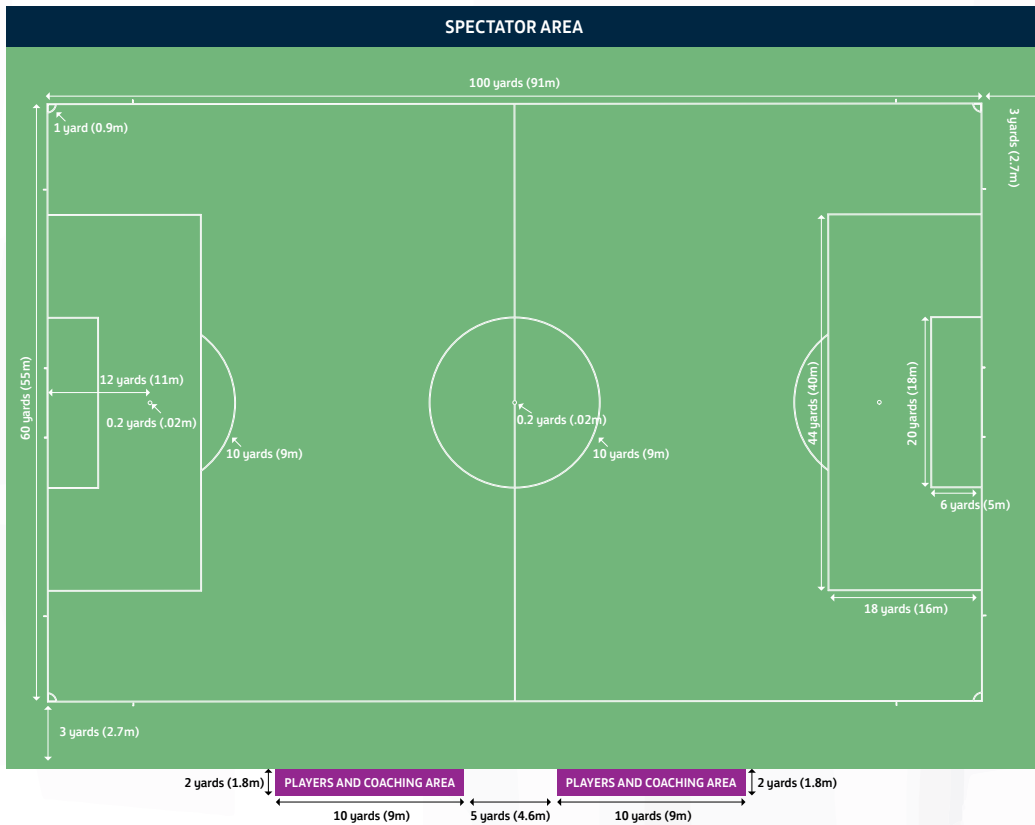 SPECTATOR AREA
100 yards (91m)
1 yard (0.9m)
3 yards (2.7m)
60 yards (55m)
12 yards (11m)
0.2 yards (.02m)
10 yards (9m)
0.2 yards (.02m)
10 yards (9m)
44 yards (40m)
20 yards (18m)
6 yards (5m)
18 yards (16m)
3 yards (2.7m)
2 yards (1.8m)
PLAYERS AND COACHING AREA
PLAYERS AND COACHING AREA
2 yards (1.8m)
10 yards (9m)
5 yards (4.6m)
10 yards (9m)